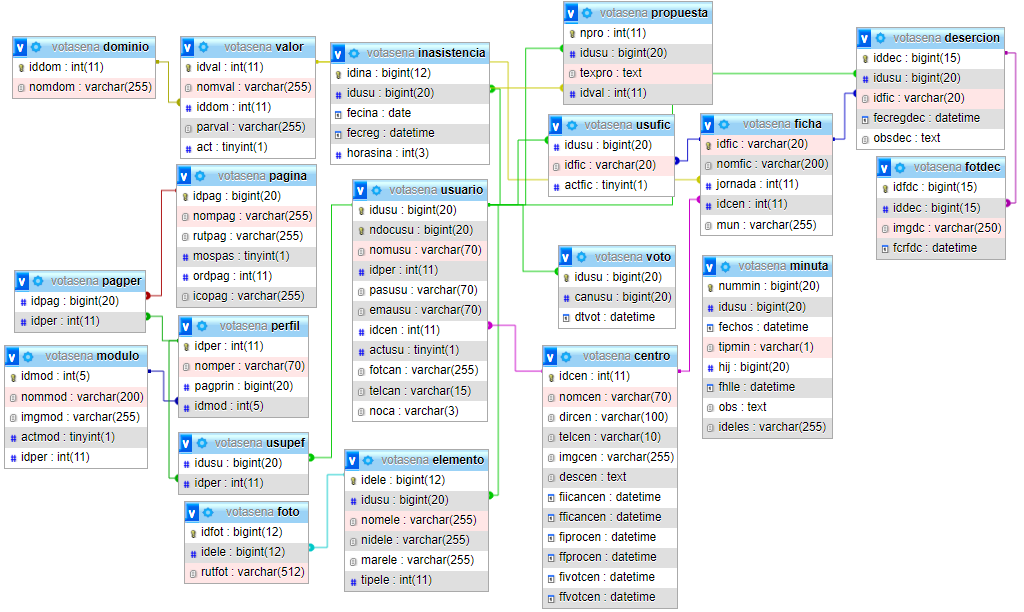 votasena dominio
iddom : int(11)
nomdom : varchar(255)
votasena valor
idval : int(11)
nomval : varchar(255)
iddom : int(11)
parval : varchar(255)
act : tinyint(1)
votasena inasistencia
idina : bigint(12)
idusu : bigint(20)
fecina : date
fecreg : datetime
horasina : int(3)
votasena propuesta
npro : int(11)
idusu : bigint(20)
texpro : text
idval : int(11)
votasena desercion
iddec : bigint(15)
idusu : bigint(20)
idfic : varchar(20)
fecregdec : datetime
obsdec : text
votasena usufic
idusu : bigint(20)
idfic : varchar(20)
actfic : tinyint(1)
votasena ficha
idfic : varchar(20)
nomfic : varchar(200)
jornada : int(11)
idcen : int(11)
mun : varchar(255)
votasena fotdec
idfdc : bigint(15)
iddec : bigint(15)
imgdc : varchar(250)
fcrfdc : datetime
votasena pagina
idpag : bigint(20)
nompag : varchar(255)
rutpag : varchar(255)
mospas : tinyint(1)
ordpag : int(11)
icopag : varchar(255)
votasena usuario
idusu : bigint(20)
ndocusu : bigint(20)
nomusu : varchar(70)
idper : int(11)
pasusu : varchar(70)
emausu : varchar(70)
idcen : int(11)
actusu : tinyint(1)
fotcan : varchar(255)
telcan : varchar(15)
noca : varchar(3)
votasena voto
idusu : bigint(20)
canusu : bigint(20)
dtvot : datetime
votasena minuta
nummin : bigint(20)
idusu : bigint(20)
fechos : datetime
tipmin : varchar(1)
hij : bigint(20)
fhlle : datetime
obs : text
ideles : varchar(255)
votasena pagper
idpag : bigint(20)
idper : int(11)
votasena perfil
idper : int(11)
nomper : varchar(70)
pagprin : bigint(20)
idmod : int(5)
votasena modulo
idmod : int(5)
nommod : varchar(200)
imgmod : varchar(255)
actmod : tinyint(1)
idper : int(11)
votasena centro
idcen : int(11)
nomcen : varchar(70)
dircen : varchar(100)
telcen : varchar(10)
imgcen : varchar(255)
descen : text
fiicancen : datetime
fficancen : datetime
fiprocen : datetime
ffprocen : datetime
fivotcen : datetime
ffvotcen : datetime
votasena usupef
idusu : bigint(20)
idper : int(11)
votasena elemento
idele : bigint(12)
idusu : bigint(20)
nomele : varchar(255)
nidele : varchar(255)
marele : varchar(255)
tipele : int(11)
votasena foto
idfot : bigint(12)
idele : bigint(12)
rutfot : varchar(512)